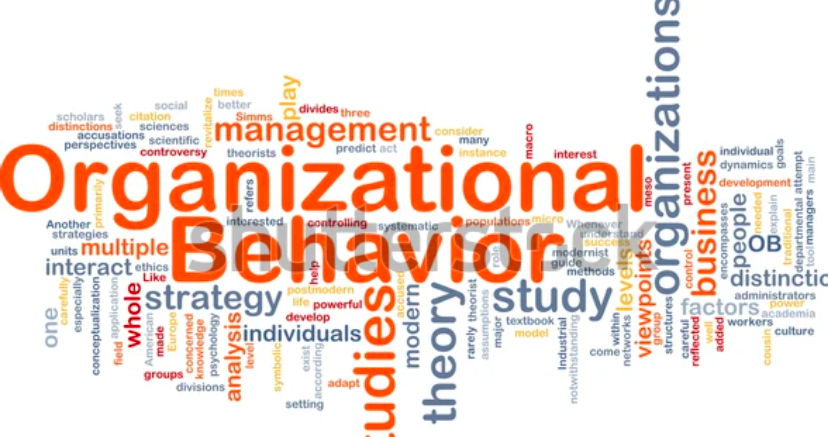 organizations
times
play
scholars
seek
social
citation
revitalize
better
divides
three
distinctions
sciences
Simms
management
consider
accusations
scientific
many
perspectives
controversy
theorists
predict
act
instance
macro
interest
individual
goals
dynamics
attempt
main
Organizational
primarily
refers
meso
present
business
development
departmental
Another
strategies
interested
controlling
systematic
populations
micro
Whenever
understand
success
people
needed
explain
traditional
managers
tool
units
multiple
Behavior
role
modernist
guide
methods
levels
viewpoints
control
encompasses
OB
interact
ethics
Like
help
accused
distinctio
carefully
especially
conceptualization
application
whole
strategy
postmodern
life
powerful
study
factors
administrators
power
academia
one
develop
modern
theory
rarely
theorist
assumptions
major
textbook
model
Industrial
notwithstanding
within
networks
group
structures
careful
reflected
well
added
workers
culture
cousin
field
American
made
Europe
concerned
knowledge
psychology
analysis
level
individuals
symbolic
exist
according
adapt
udies
come
groups
divisions
setting
shutterstock